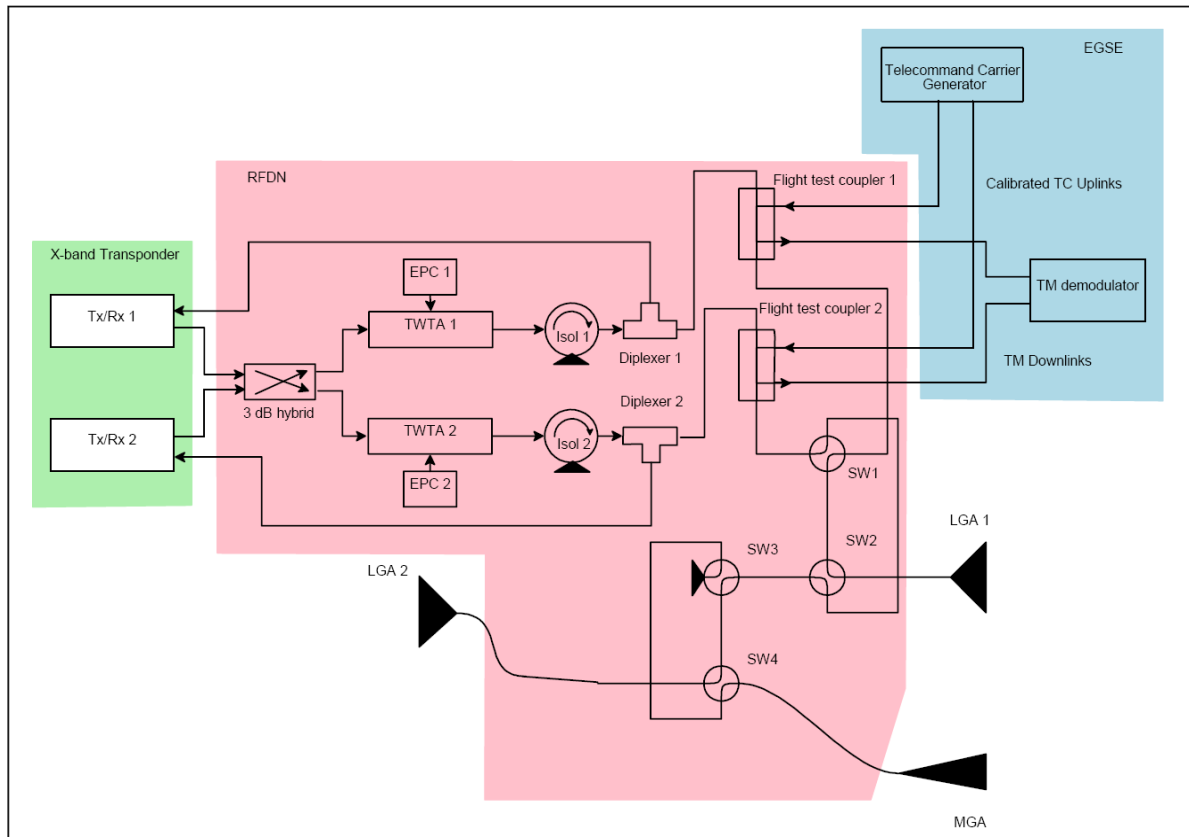 EGSE
Telecommand Carrier
Generator
RFDN
Flight test coupler 1
Calibrated TC Uplinks
X-band Transponder
EPC 1
TM demodulator
Tx/Rx 1
TWTA 1
Isol 1
Flight test coupler 2
Diplexer 1
TM Downlinks
3 dB hybrid
Diplexer 2
Tx/Rx 2
TWTA 2
Isol 2
EPC 2
SW1
LGA 1
SW3
SW2
LGA 2
SW4
MGA